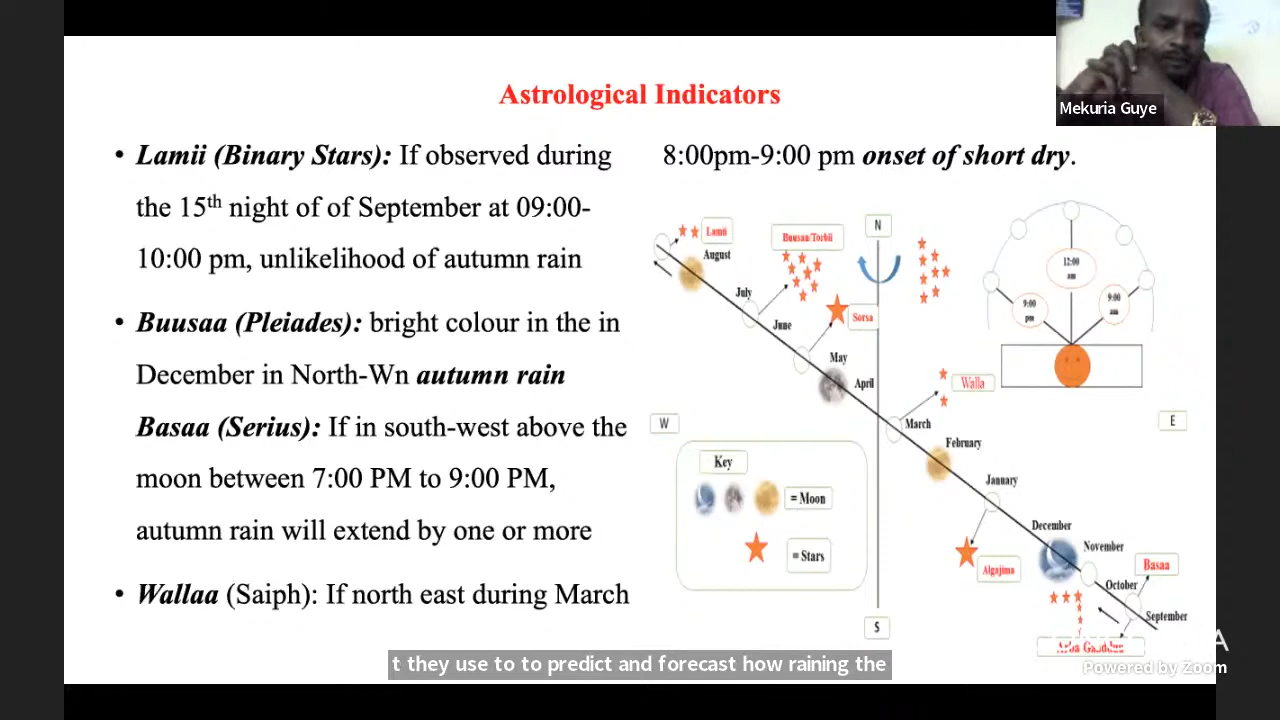 Astrological Indicators
Mekuria Guye
• Lamii (Binary Stars): If observed during
the 15th night of of September at 09:00-
10:00 pm, unlikelihood of autumn rain
• Buusaa (Pleiades): bright colour in the in
December in North-Wn autumn rain
Basaa (Serius): If in south-west above the
moon between 7:00 PM to 9:00 PM,
autumn rain will extend by one or more
• Wallaa (Saiph): If north east during March
8:00pm-9:00 pm onset of short dry.
Lamii
August
Buusan/Torbii
N
July
June
Sorsa
May
April
12:00
am
9:00
pm
9:00
am
Walla
W
March
E
February
Key
= Moon
= Stars
January
December
November
Algajima
Basaa
October
September
S
t they use to to predict and forecast how raining the
Powered by Zoom